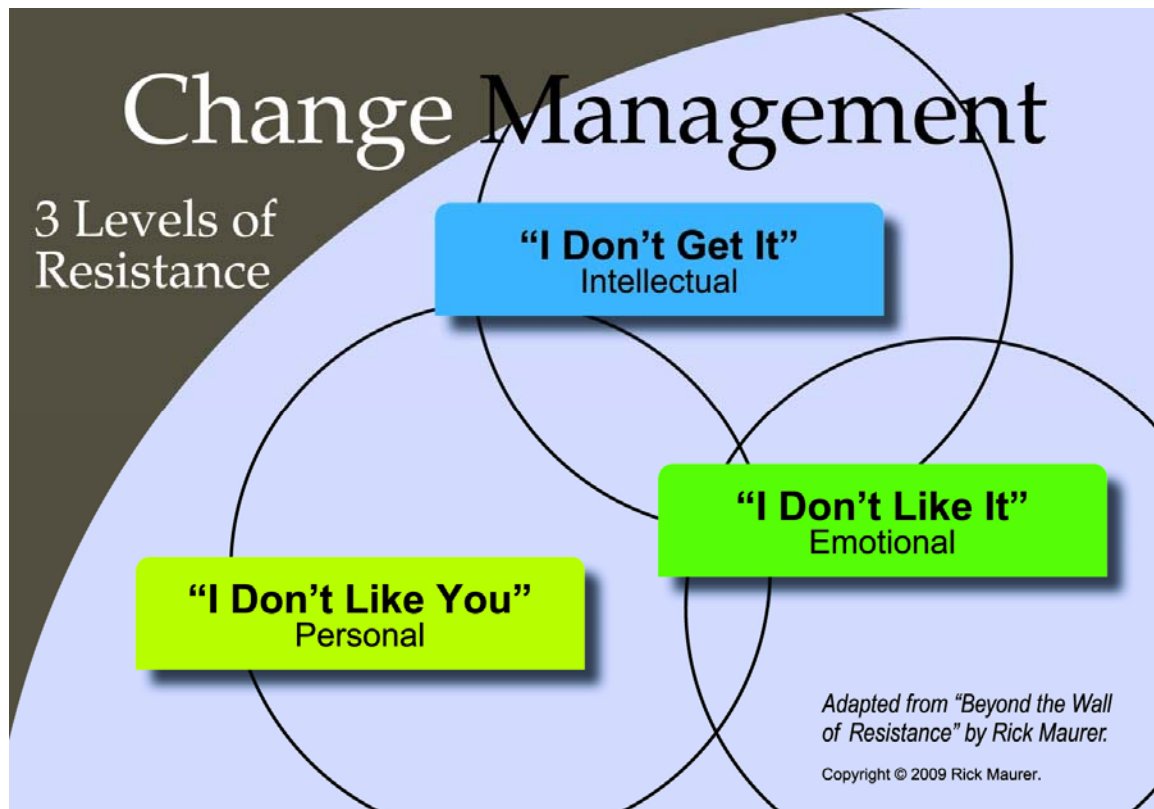 Change Management
3 Levels of
Resistance
“I Don’t Get It”
Intellectual
“I Don’t Like It”
Emotional
“I Don’t Like You”
Personal
Adapted from “Beyond the Wall
of Resistance” by Rick Maurer.
Copyright © 2009 Rick Maurer.